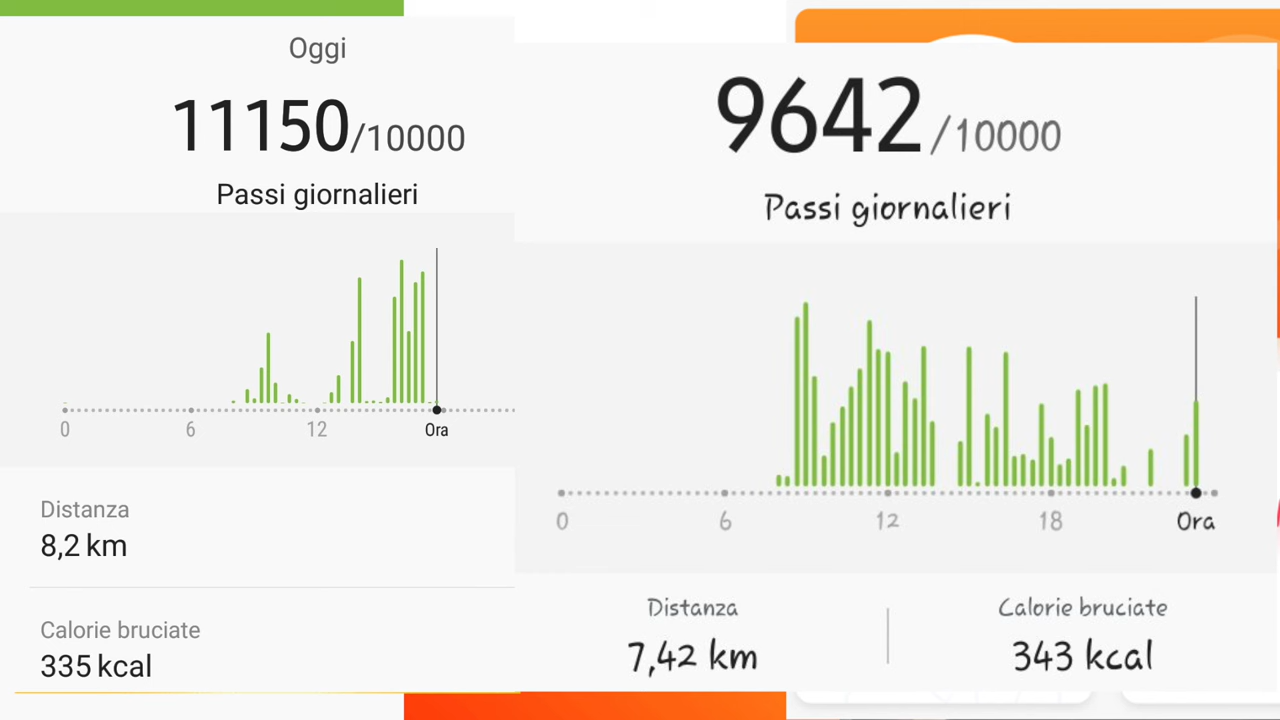 Oggi
11150/10000
Passi giornalieri
0 6 12 Ora
Distanza
8,2 km
Calorie bruciate
335 kcal
9642/10000
Passi giornalieri
0 6 12 18 Ora
Distanza
7,42 km
Calorie bruciate
343 kcal